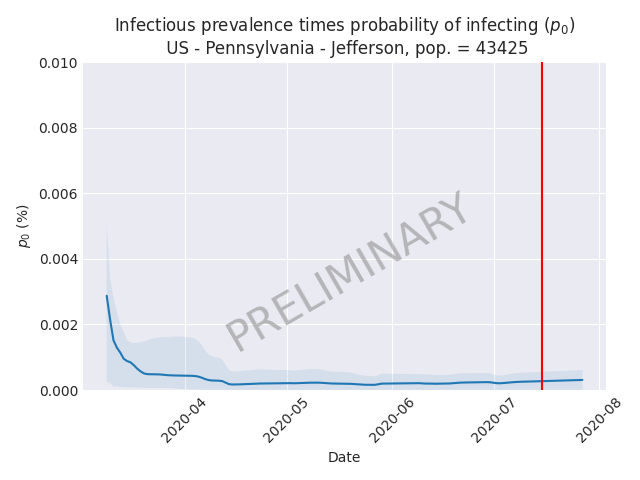 Infectious prevalence times probability of infecting (p₀)
US - Pennsylvania - Jefferson, pop. = 43425
0.010
0.008
0.006
0.004
0.002
0.000
p₀ (%)
PRELIMINARY
2020-04
2020-05
2020-06
2020-07
2020-08
Date